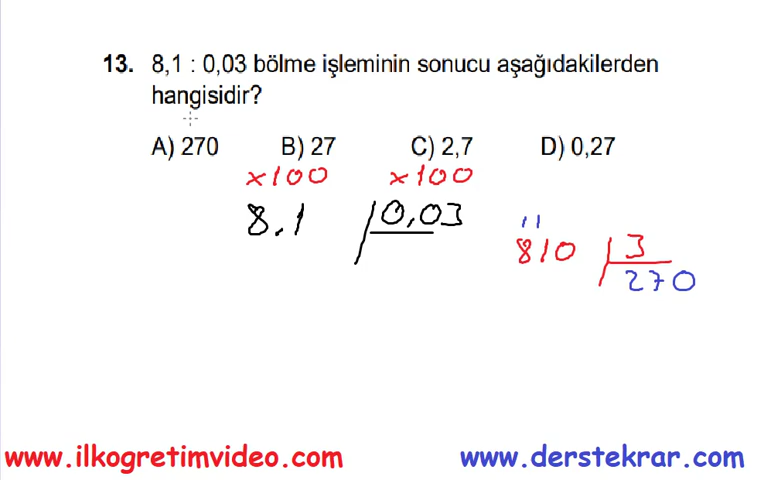 13. 8,1 : 0,03 bölme işleminin sonucu aşağıdakilerden
hangisidir?
A) 270 B) 27 C) 2,7 D) 0,27
x100 x100
8.1 0,03
810 3
270
www.ilkogretimvideo.com www.derstekrar.com